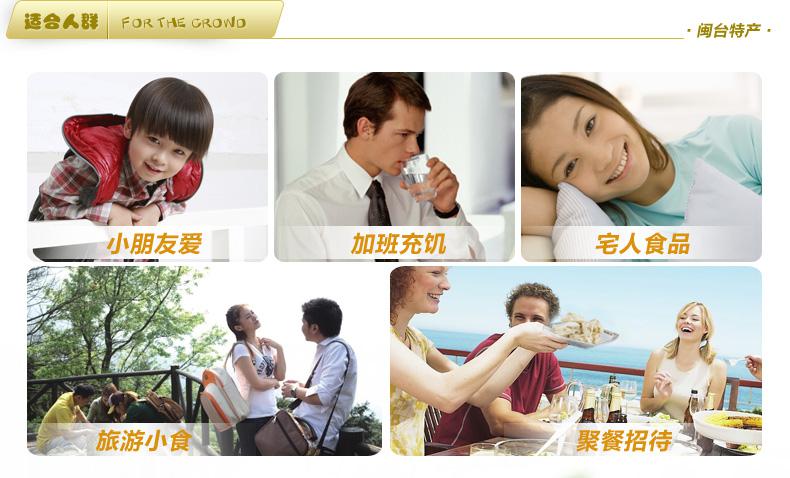 适合人群 FOR THE CROWD
· 闽台特产 ·
小朋友爱
加班充饥
宅人食品
旅游小食
聚餐招待